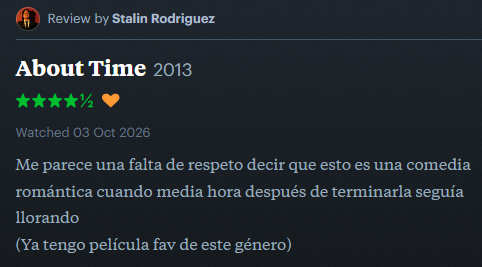 Review by Stalin Rodriguez
About Time 2013
★★★★½ 🧡
Watched 03 Oct 2026
Me parece una falta de respeto decir que esto es una comedia
romántica cuando media hora después de terminarla seguía
llorando
(Ya tengo película fav de este género)